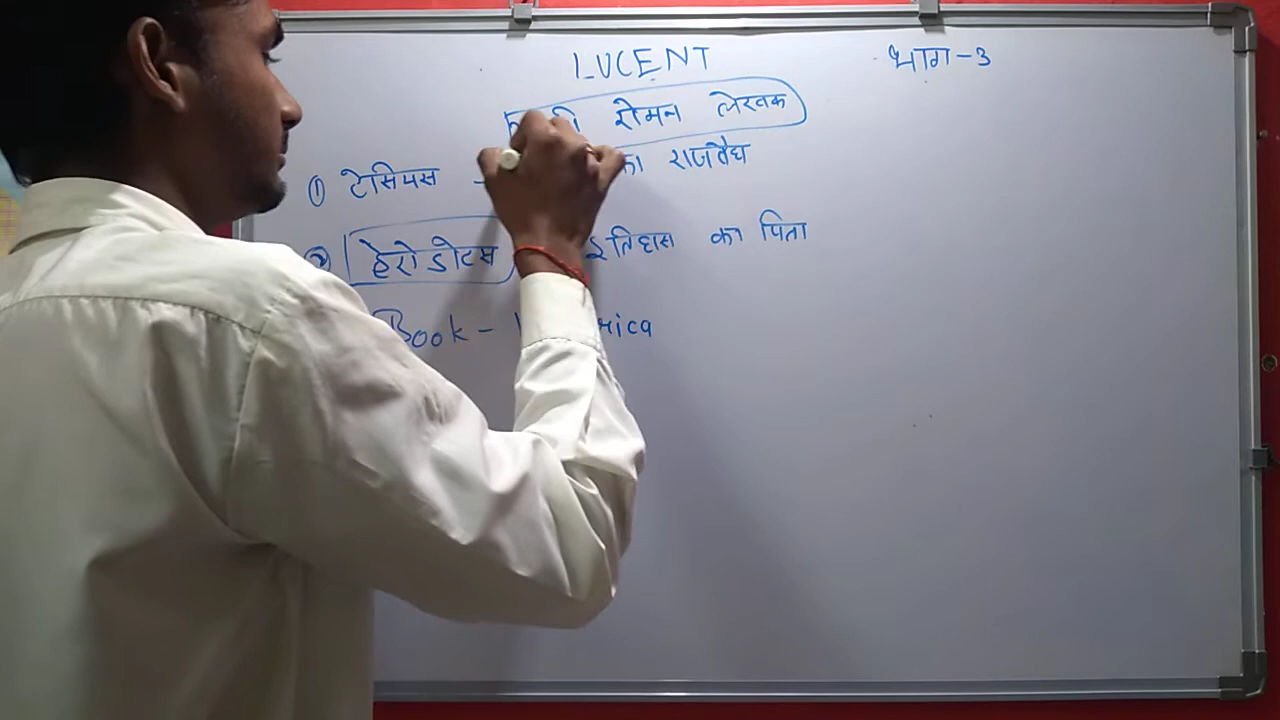 LUCENT
भाग-3
रोमन लेखक
① टेसियस - का राजवैध
② हेरोडोटस इतिहास का पिता
Book -